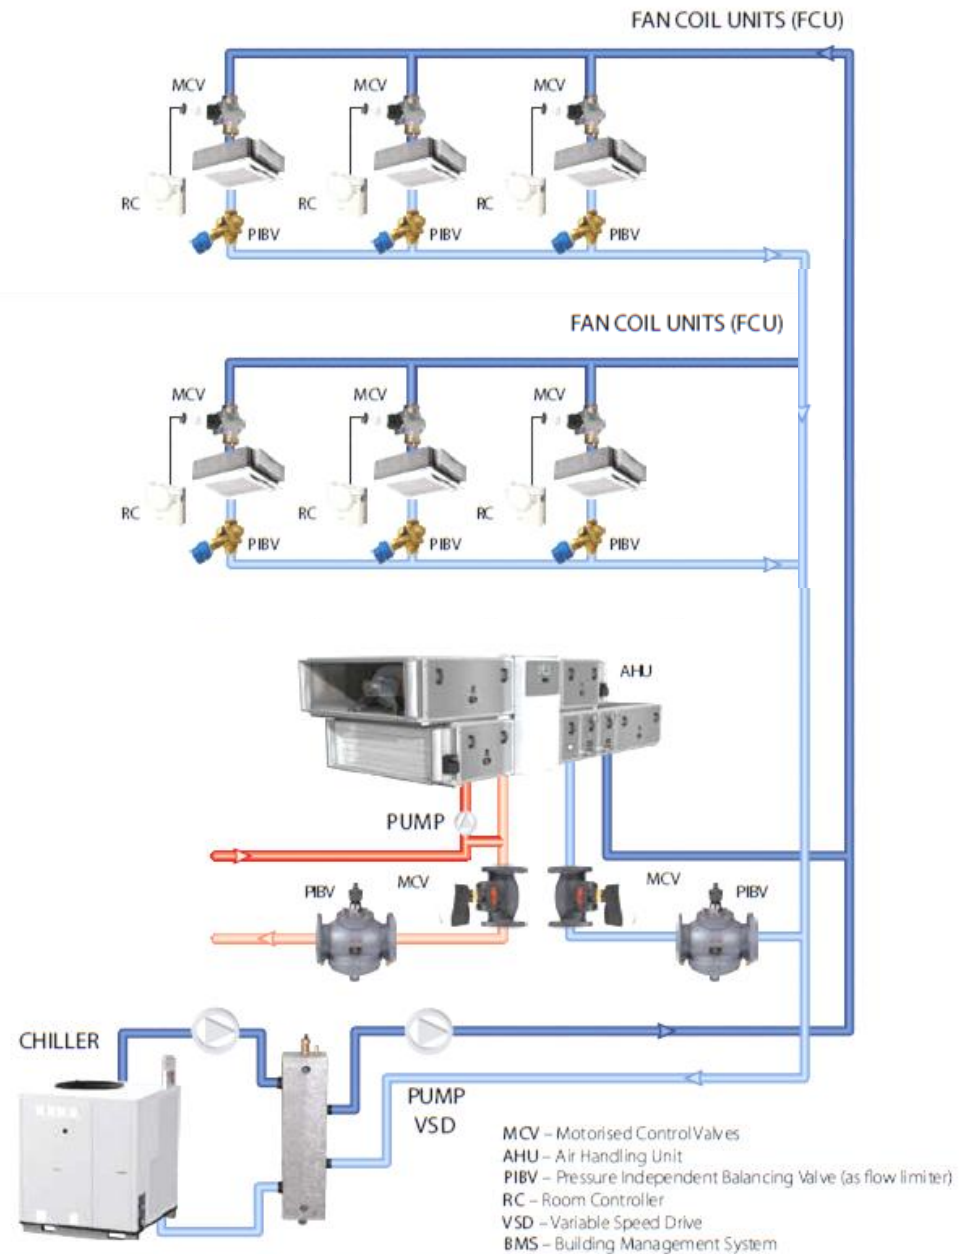 FAN COIL UNITS (FCU)
MCV MCV MCV
RC RC RC
PIBV PIBV PIBV
FAN COIL UNITS (FCU)
MCV MCV MCV
RC RC RC
PIBV PIBV PIBV
AHU
PUMP
PIBV MCV MCV PIBV
CHILLER
PUMP
VSD
MCV – Motorised Control Valves
AHU – Air Handling Unit
PIBV – Pressure Independent Balancing Valve (as flow limiter)
RC – Room Controller
VSD – Variable Speed Drive
BMS – Building Management System